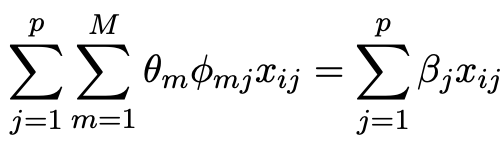 $$\sum_{j=1}^{p} \sum_{m=1}^{M} \theta_m \phi_{mj} x_{ij} = \sum_{j=1}^{p} \beta_j x_{ij}$$